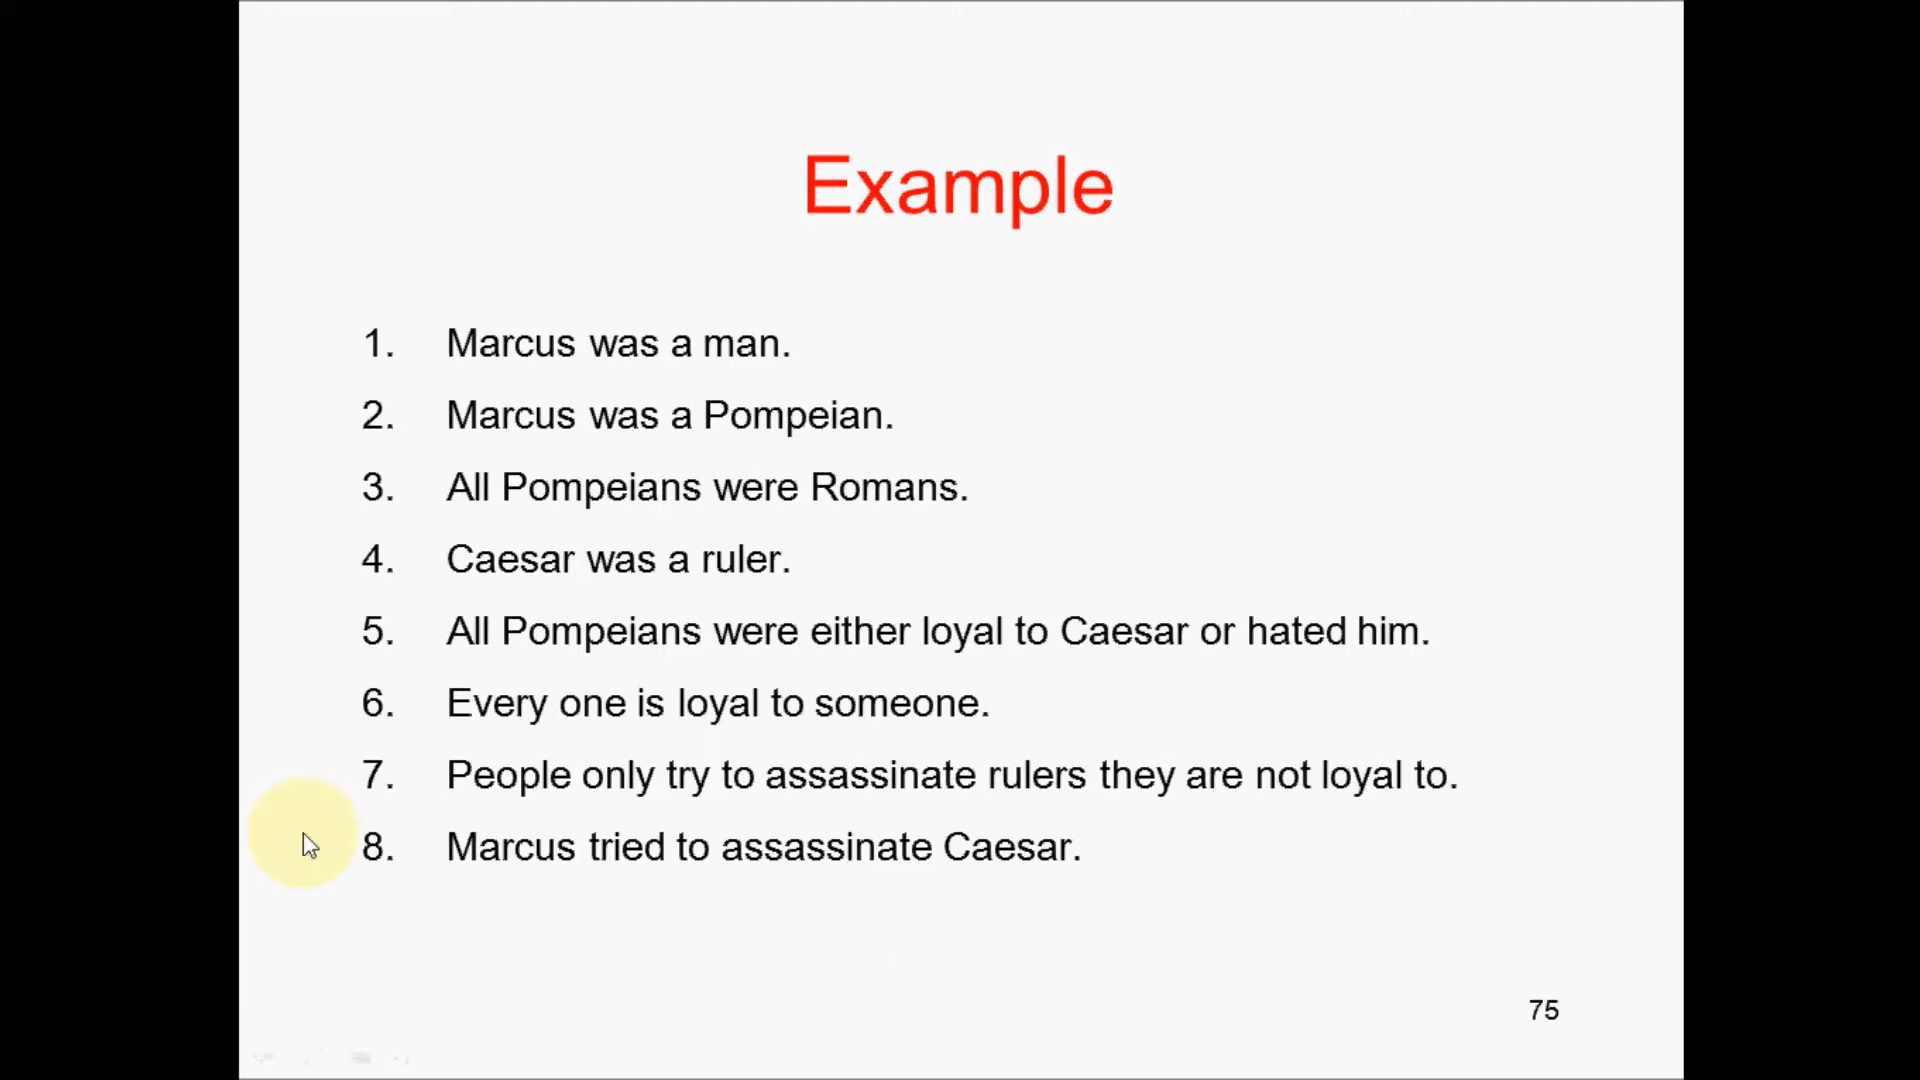 Example
1. Marcus was a man.
2. Marcus was a Pompeian.
3. All Pompeians were Romans.
4. Caesar was a ruler.
5. All Pompeians were either loyal to Caesar or hated him.
6. Every one is loyal to someone.
7. People only try to assassinate rulers they are not loyal to.
8. Marcus tried to assassinate Caesar.
75